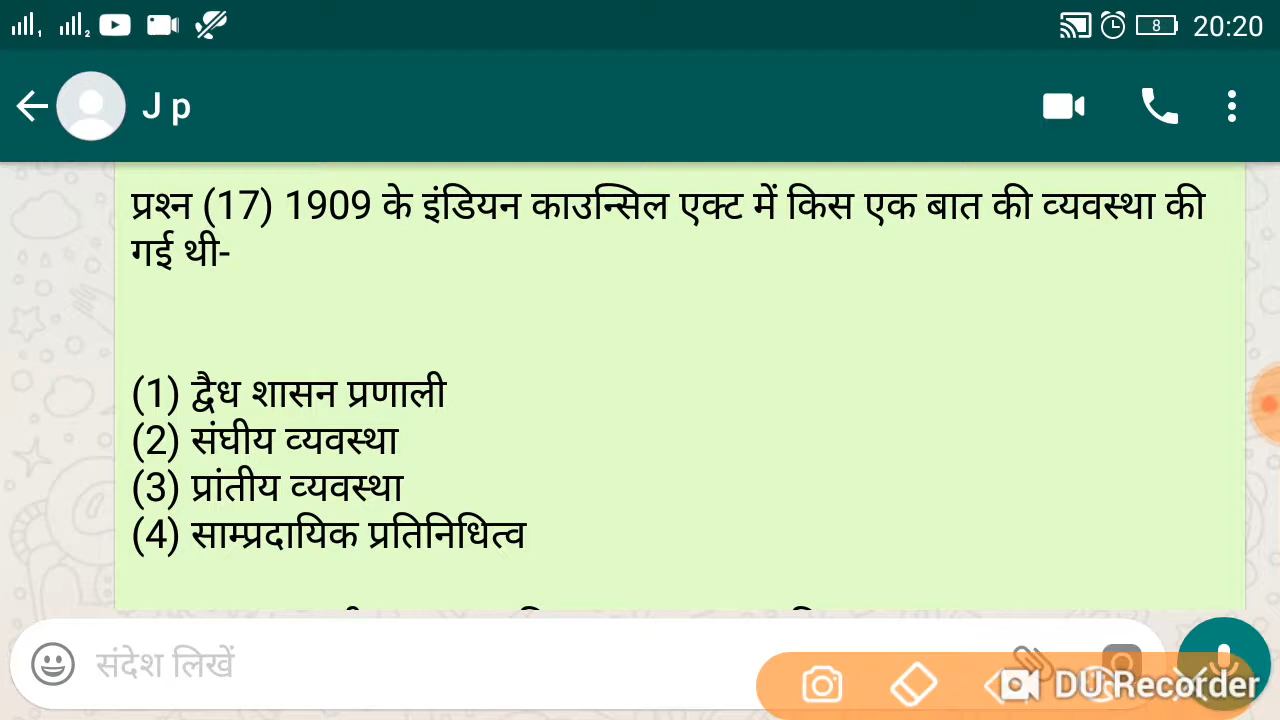 20:20
J p
प्रश्न (17) 1909 के इंडियन काउन्सिल एक्ट में किस एक बात की व्यवस्था की
गई थी-
(1) द्वैध शासन प्रणाली
(2) संघीय व्यवस्था
(3) प्रांतीय व्यवस्था
(4) साम्प्रदायिक प्रतिनिधित्व
संदेश लिखें
DU Recorder